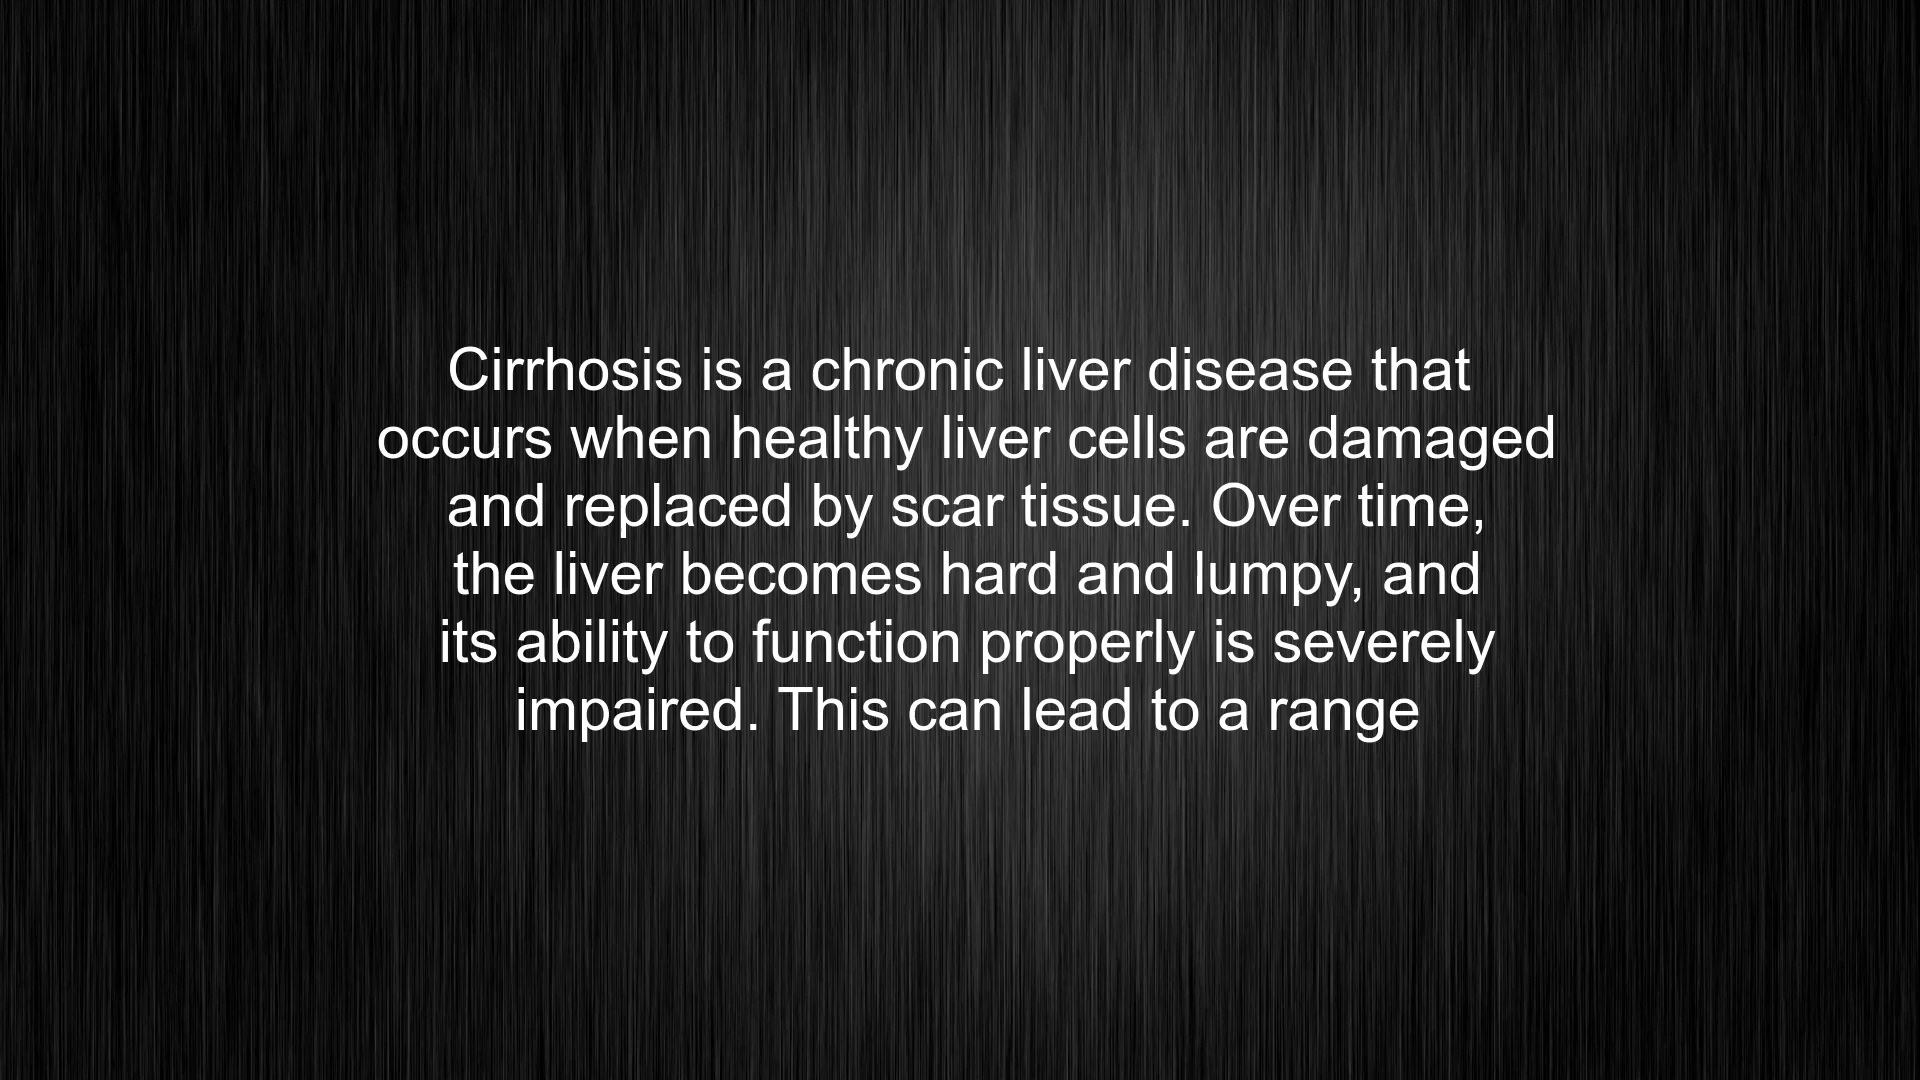 Cirrhosis is a chronic liver disease that
occurs when healthy liver cells are damaged
and replaced by scar tissue. Over time,
the liver becomes hard and lumpy, and
its ability to function properly is severely
impaired. This can lead to a range